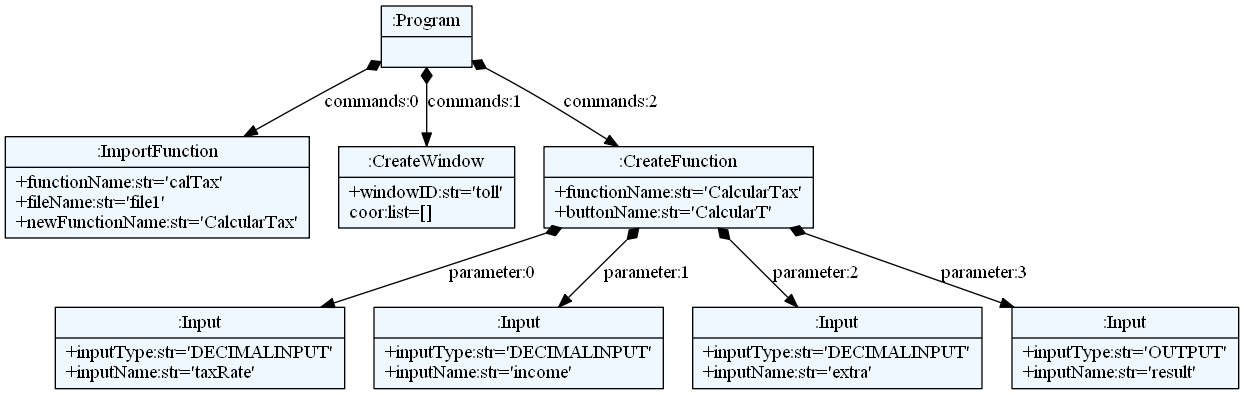 :Program
commands:0
commands:1
commands:2
:ImportFunction
+functionName:str='calTax'
+fileName:str='file1'
+newFunctionName:str='CalcularTax'
:CreateWindow
+windowID:str='toll'
coor:list=[]
:CreateFunction
+functionName:str='CalcularTax'
+buttonName:str='CalcularT'
parameter:0
parameter:1
parameter:2
parameter:3
:Input
+inputType:str='DECIMALINPUT'
+inputName:str='taxRate'
:Input
+inputType:str='DECIMALINPUT'
+inputName:str='income'
:Input
+inputType:str='DECIMALINPUT'
+inputName:str='extra'
:Input
+inputType:str='OUTPUT'
+inputName:str='result'